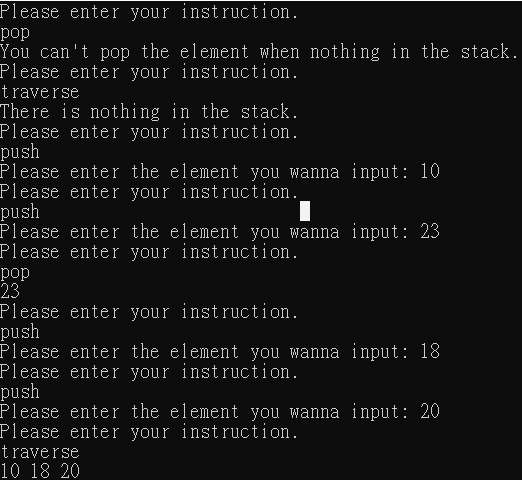 Please enter your instruction.
pop
You can't pop the element when nothing in the stack.
Please enter your instruction.
traverse
There is nothing in the stack.
Please enter your instruction.
push
Please enter the element you wanna input: 10
Please enter your instruction.
push
Please enter the element you wanna input: 23
Please enter your instruction.
pop
23
Please enter your instruction.
push
Please enter the element you wanna input: 18
Please enter your instruction.
push
Please enter the element you wanna input: 20
Please enter your instruction.
traverse
10 18 20